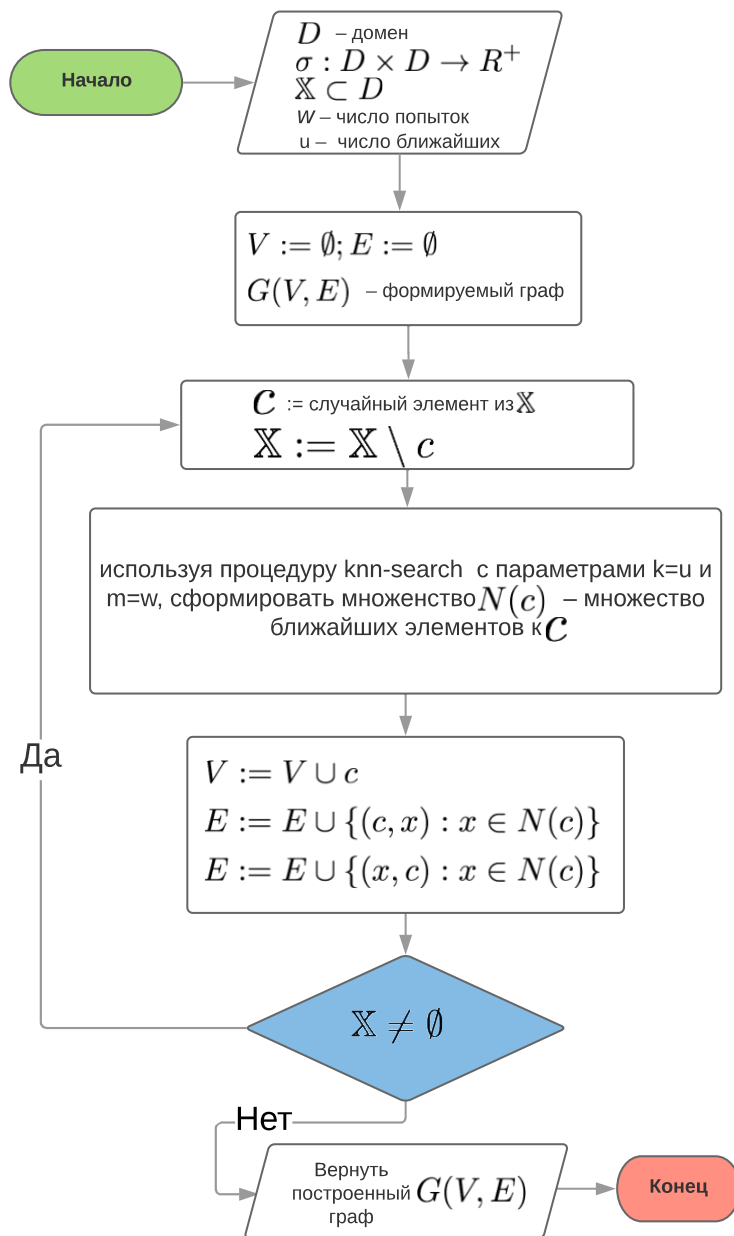 Начало
D – домен
σ : D × D → R⁺
𝕏 ⊂ D
w – число попыток
u – число ближайших
V := ∅; E := ∅
G(V, E) – формируемый граф
c := случайный элемент из 𝕏
𝕏 := 𝕏 \ c
используя процедуру knn-search с параметрами k=u и
m=w, сформировать множенство N(c) – множество
ближайших элементов к c
V := V ∪ c
E := E ∪ {(c, x) : x ∈ N(c)}
E := E ∪ {(x, c) : x ∈ N(c)}
Да
𝕏 ≠ ∅
Нет
Вернуть
построенный G(V, E)
граф
Конец